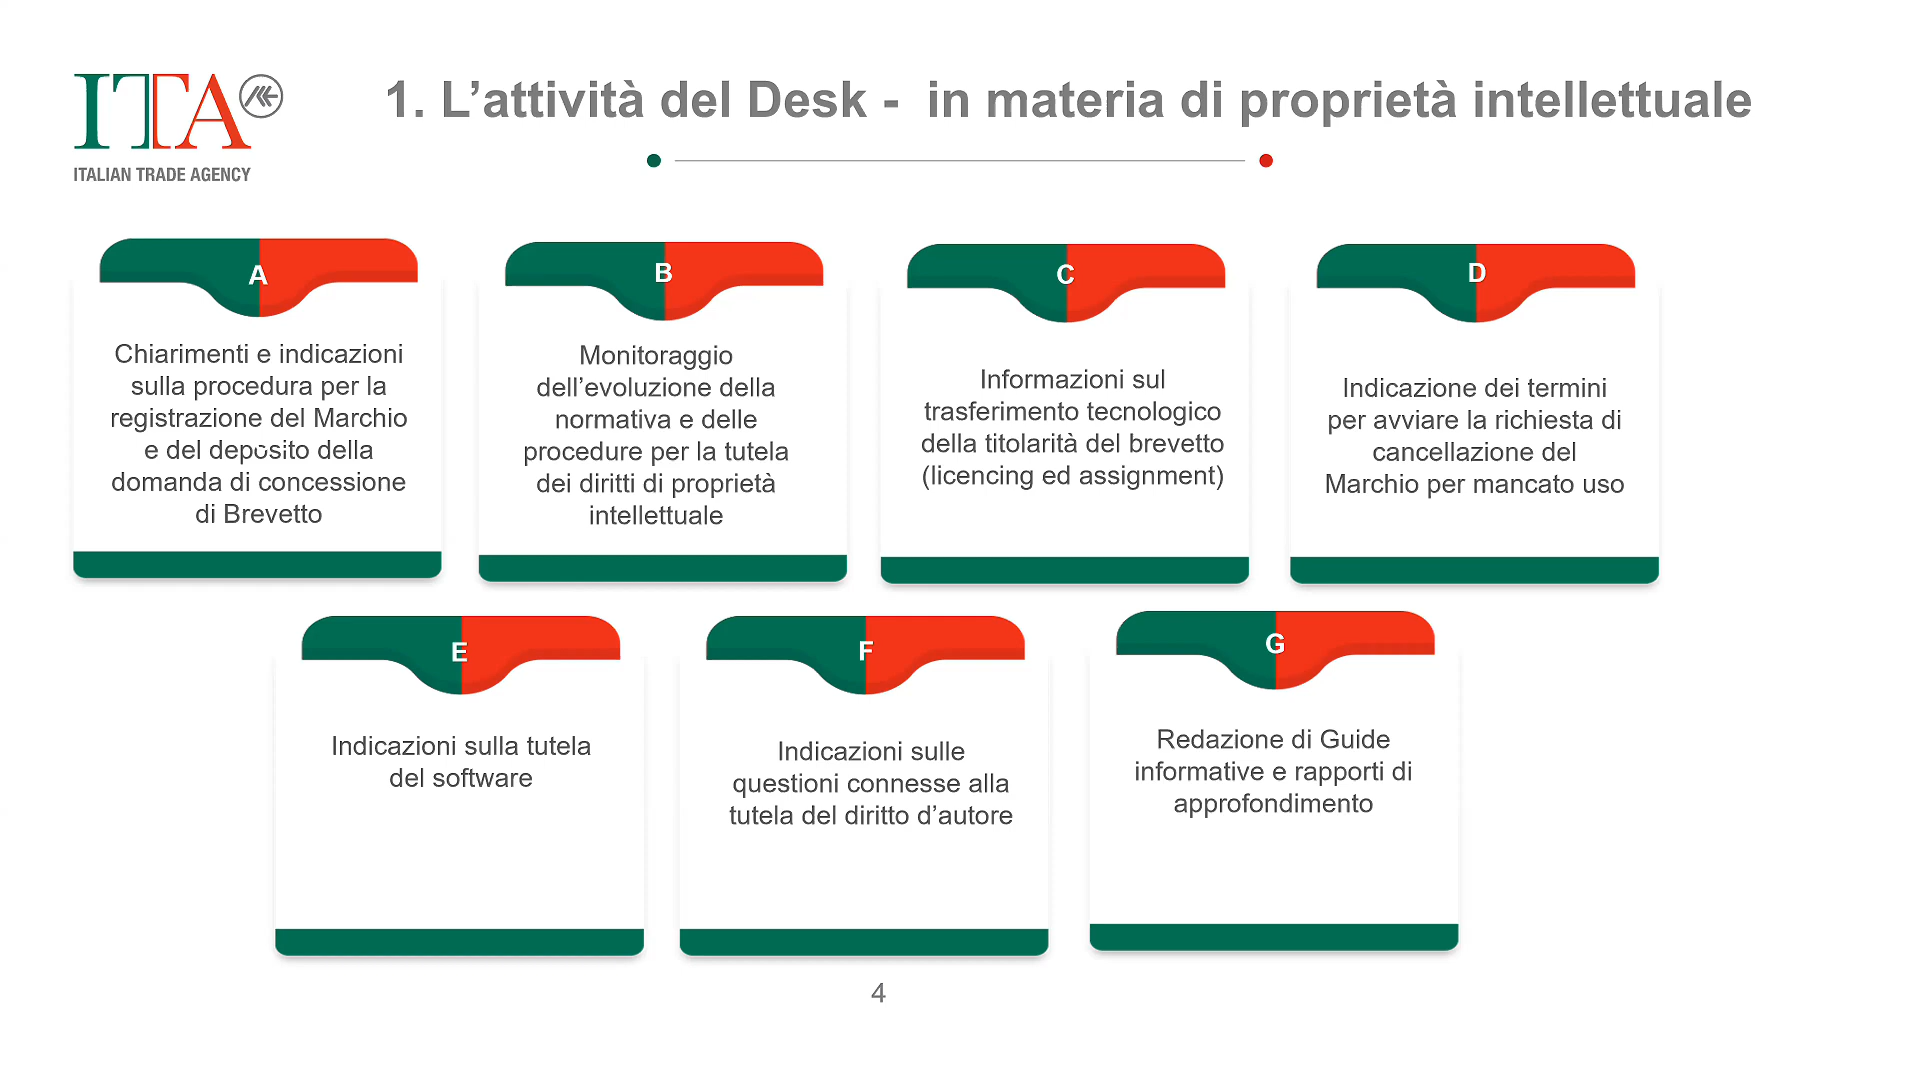 ITA
ITALIAN TRADE AGENCY
1. L’attività del Desk - in materia di proprietà intellettuale
A
Chiarimenti e indicazioni
sulla procedura per la
registrazione del Marchio
e del deposito della
domanda di concessione
di Brevetto
B
Monitoraggio
dell’evoluzione della
normativa e delle
procedure per la tutela
dei diritti di proprietà
intellettuale
C
Informazioni sul
trasferimento tecnologico
della titolarità del brevetto
(licencing ed assignment)
D
Indicazione dei termini
per avviare la richiesta di
cancellazione del
Marchio per mancato uso
E
Indicazioni sulla tutela
del software
F
Indicazioni sulle
questioni connesse alla
tutela del diritto d’autore
G
Redazione di Guide
informative e rapporti di
approfondimento
4